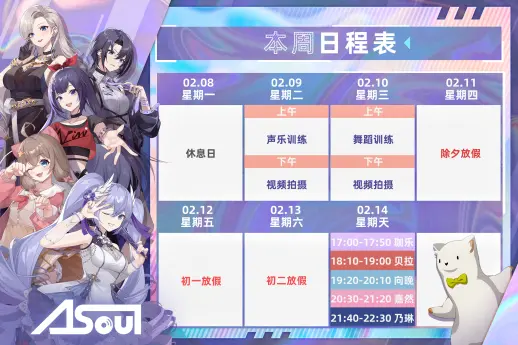 本周日程表
02.08
星期一
02.09
星期二
02.10
星期三
02.11
星期四
休息日
上午
声乐训练
下午
视频拍摄
上午
舞蹈训练
下午
视频拍摄
除夕放假
02.12
星期五
02.13
星期六
02.14
星期天
初一放假
初二放假
17:00-17:50 珈乐
18:10-19:00 贝拉
19:20-20:10 向晚
20:30-21:20 嘉然
21:40-22:30 乃琳
ASoul